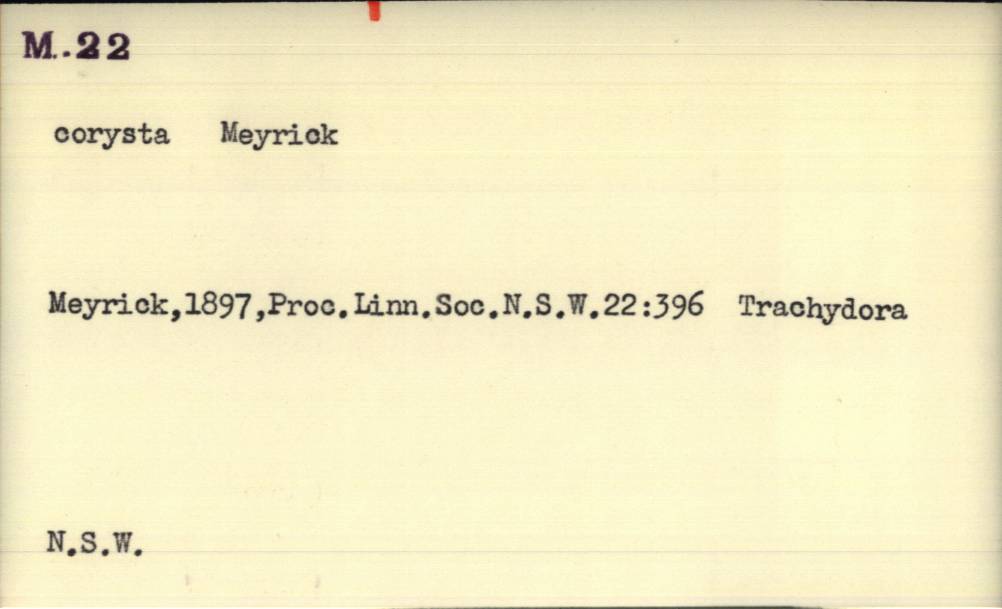 M.22
corysta Meyrick
Meyrick,1897,Proc.Linn.Soc.N.S.W.22:396 Trachydora
N.S.W.